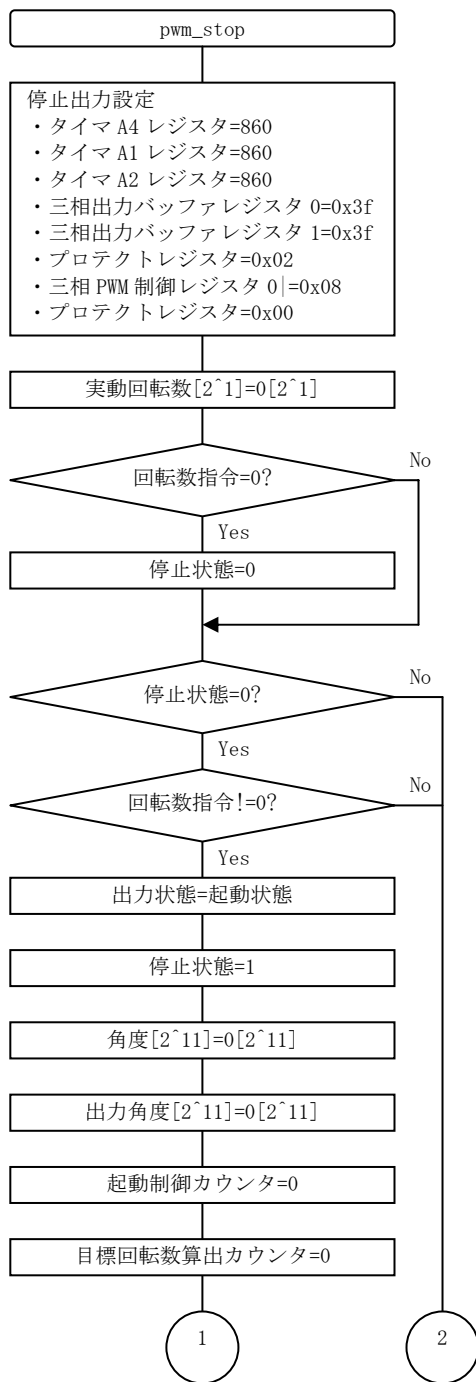 pwm_stop
停止出力設定
・タイマ A4 レジスタ=860
・タイマ A1 レジスタ=860
・タイマ A2 レジスタ=860
・三相出力バッファレジスタ 0=0x3f
・三相出力バッファレジスタ 1=0x3f
・プロテクトレジスタ=0x02
・三相 PWM 制御レジスタ 0|=0x08
・プロテクトレジスタ=0x00
実動回転数[2^1]=0[2^1]
回転数指令=0?
No
Yes
停止状態=0
停止状態=0?
No
Yes
回転数指令!=0?
No
Yes
出力状態=起動状態
停止状態=1
角度[2^11]=0[2^11]
出力角度[2^11]=0[2^11]
起動制御カウンタ=0
目標回転数算出カウンタ=0
1
2